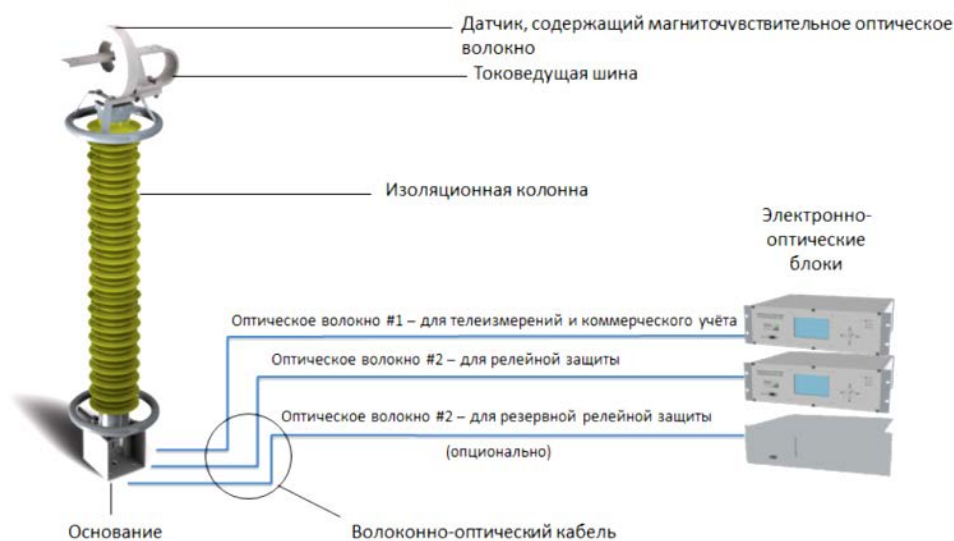 Датчик, содержащий магниточувствительное оптическое
волокно
Токоведущая шина
Изоляционная колонна
Электронно-
оптические
блоки
Оптическое волокно #1 – для телеизмерений и коммерческого учёта
Оптическое волокно #2 – для релейной защиты
Оптическое волокно #2 – для резервной релейной защиты
(опционально)
Основание
Волоконно-оптический кабель